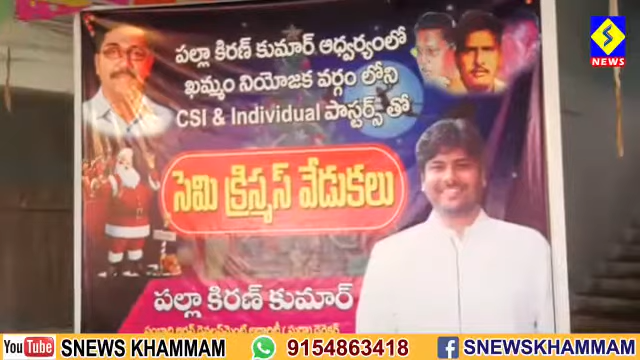 S
NEWS
పల్లా కిరణ్ కుమార్ ఆధ్వర్యంలో
ఖమ్మం నియోజక వర్గం లోని
CSI & Individual పాస్టర్స్ తో
సెమి క్రిస్మస్ వేడుకలు
పల్లా కిరణ్ కుమార్
YouTube SNEWS KHAMMAM 9154863418 f SNEWSKHAMMAM